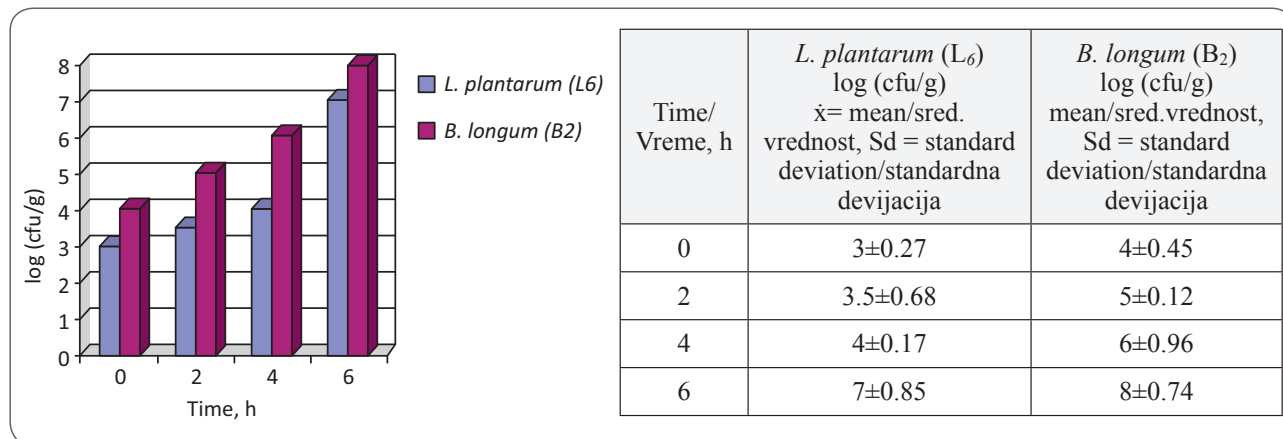 8
7
6
5
4
3
2
1
0
log (cfu/g)
0 2 4 6
Time, h
L. plantarum (L6)
B. longum (B2)
Time/
Vreme, h
L. plantarum (L6)
log (cfu/g)
ẋ= mean/sred.
vrednost, Sd = standard
deviation/standardna
devijacija
B. longum (B2)
log (cfu/g)
mean/sred.vrednost,
Sd = standard
deviation/standardna
devijacija
0 3±0.27 4±0.45
2 3.5±0.68 5±0.12
4 4±0.17 6±0.96
6 7±0.85 8±0.74